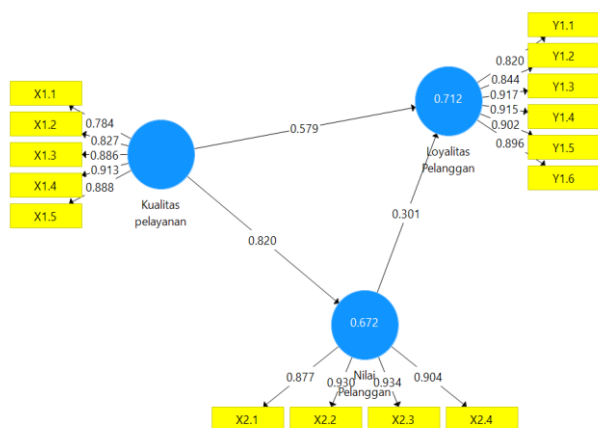 X1.1
X1.2
X1.3
X1.4
X1.5
0.784
0.827
0.886
0.913
0.888
Kualitas
pelayanan
0.579
0.820
0.301
0.712
Loyalitas
Pelanggan
0.820
0.844
0.917
0.915
0.902
0.896
Y1.1
Y1.2
Y1.3
Y1.4
Y1.5
Y1.6
0.672
Nilai
Pelanggan
0.877
0.930
0.934
0.904
X2.1
X2.2
X2.3
X2.4